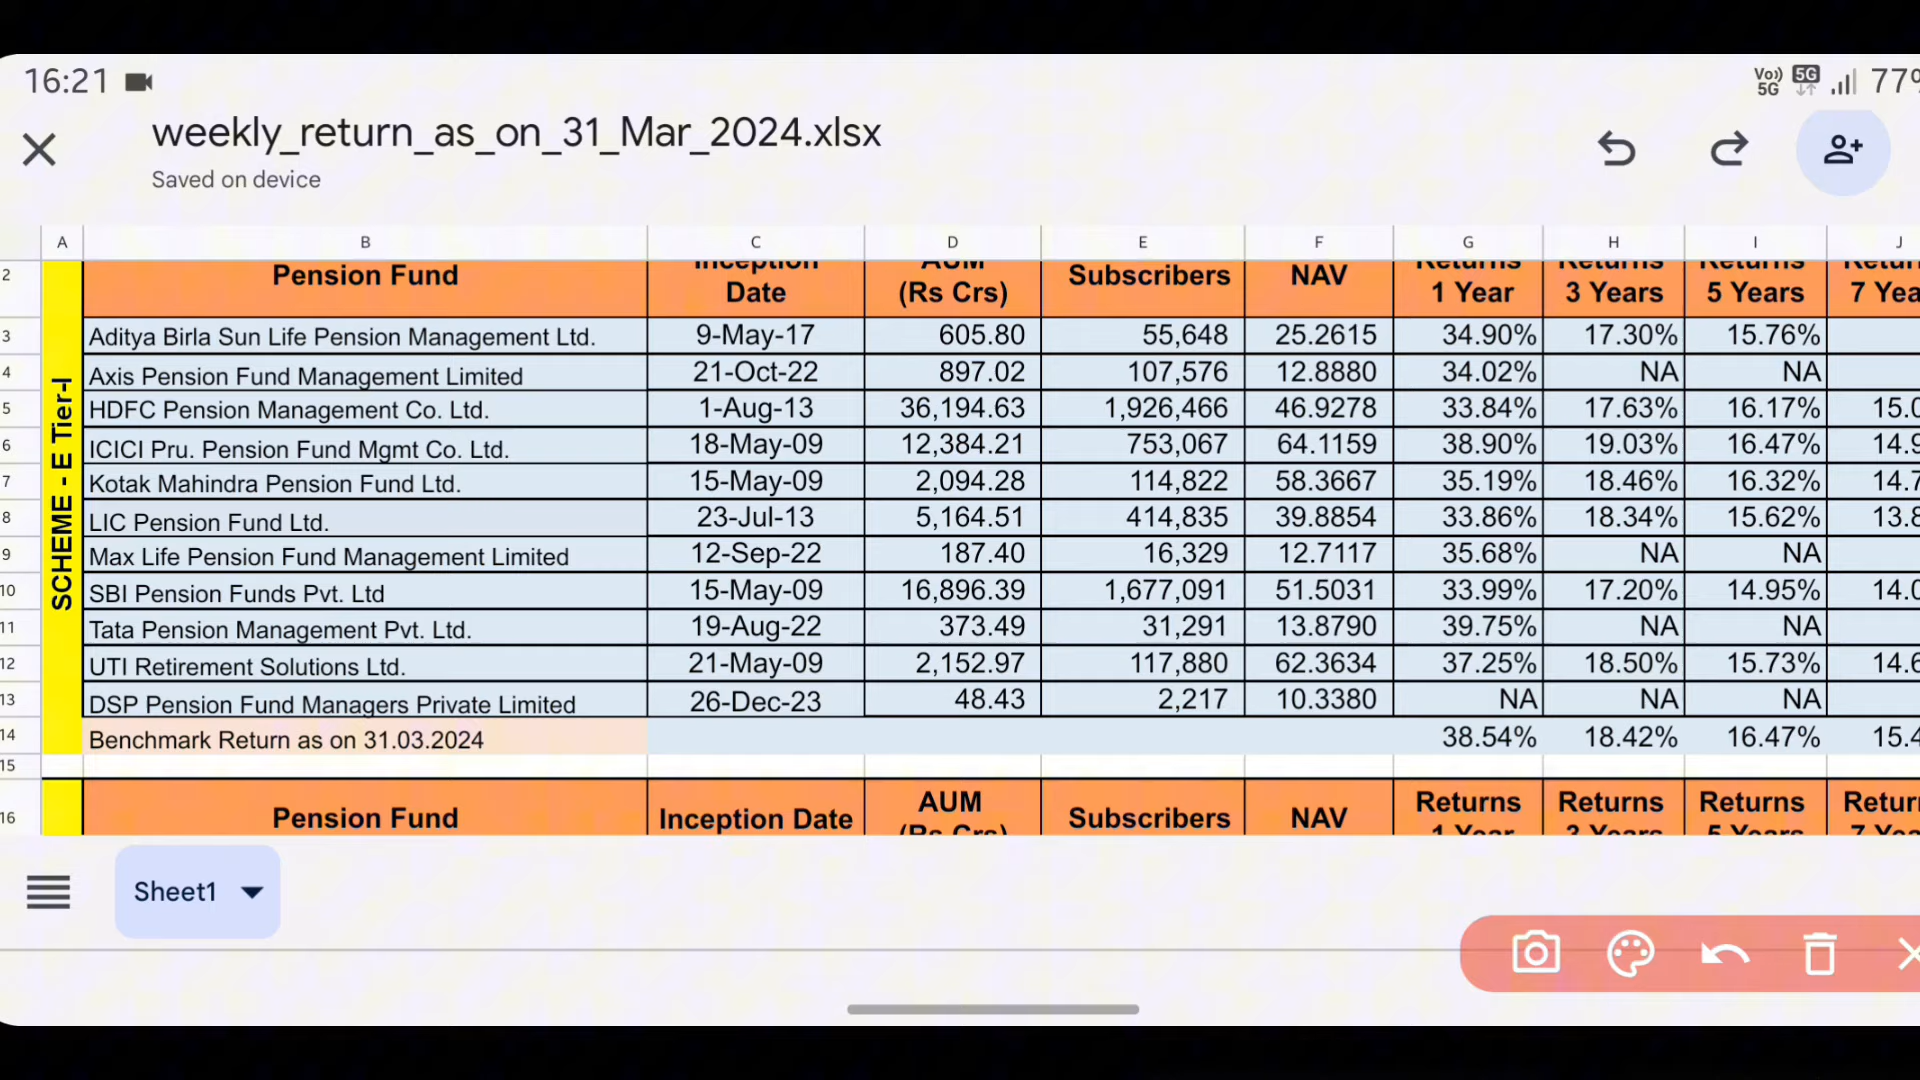 16:21
Vo)) 5G 5G 77%
weekly_return_as_on_31_Mar_2024.xlsx
Saved on device
A B C D E F G H I J
2 Pension Fund Inception Date AUM (Rs Crs) Subscribers NAV Returns 1 Year Returns 3 Years Returns 5 Years
SCHEME - E Tier-I
3 Aditya Birla Sun Life Pension Management Ltd. 9-May-17 605.80 55,648 25.2615 34.90% 17.30% 15.76%
4 Axis Pension Fund Management Limited 21-Oct-22 897.02 107,576 12.8880 34.02% NA NA
5 HDFC Pension Management Co. Ltd. 1-Aug-13 36,194.63 1,926,466 46.9278 33.84% 17.63% 16.17% 15.0
6 ICICI Pru. Pension Fund Mgmt Co. Ltd. 18-May-09 12,384.21 753,067 64.1159 38.90% 19.03% 16.47% 14.9
7 Kotak Mahindra Pension Fund Ltd. 15-May-09 2,094.28 114,822 58.3667 35.19% 18.46% 16.32% 14.7
8 LIC Pension Fund Ltd. 23-Jul-13 5,164.51 414,835 39.8854 33.86% 18.34% 15.62% 13.8
9 Max Life Pension Fund Management Limited 12-Sep-22 187.40 16,329 12.7117 35.68% NA NA
10 SBI Pension Funds Pvt. Ltd 15-May-09 16,896.39 1,677,091 51.5031 33.99% 17.20% 14.95% 14.0
11 Tata Pension Management Pvt. Ltd. 19-Aug-22 373.49 31,291 13.8790 39.75% NA NA
12 UTI Retirement Solutions Ltd. 21-May-09 2,152.97 117,880 62.3634 37.25% 18.50% 15.73% 14.6
13 DSP Pension Fund Managers Private Limited 26-Dec-23 48.43 2,217 10.3380 NA NA NA
14 Benchmark Return as on 31.03.2024 38.54% 18.42% 16.47% 15.4
15
16 Pension Fund Inception Date AUM (Rs Crs) Subscribers NAV Returns 1 Year Returns 3 Years Returns 5 Years
Sheet1